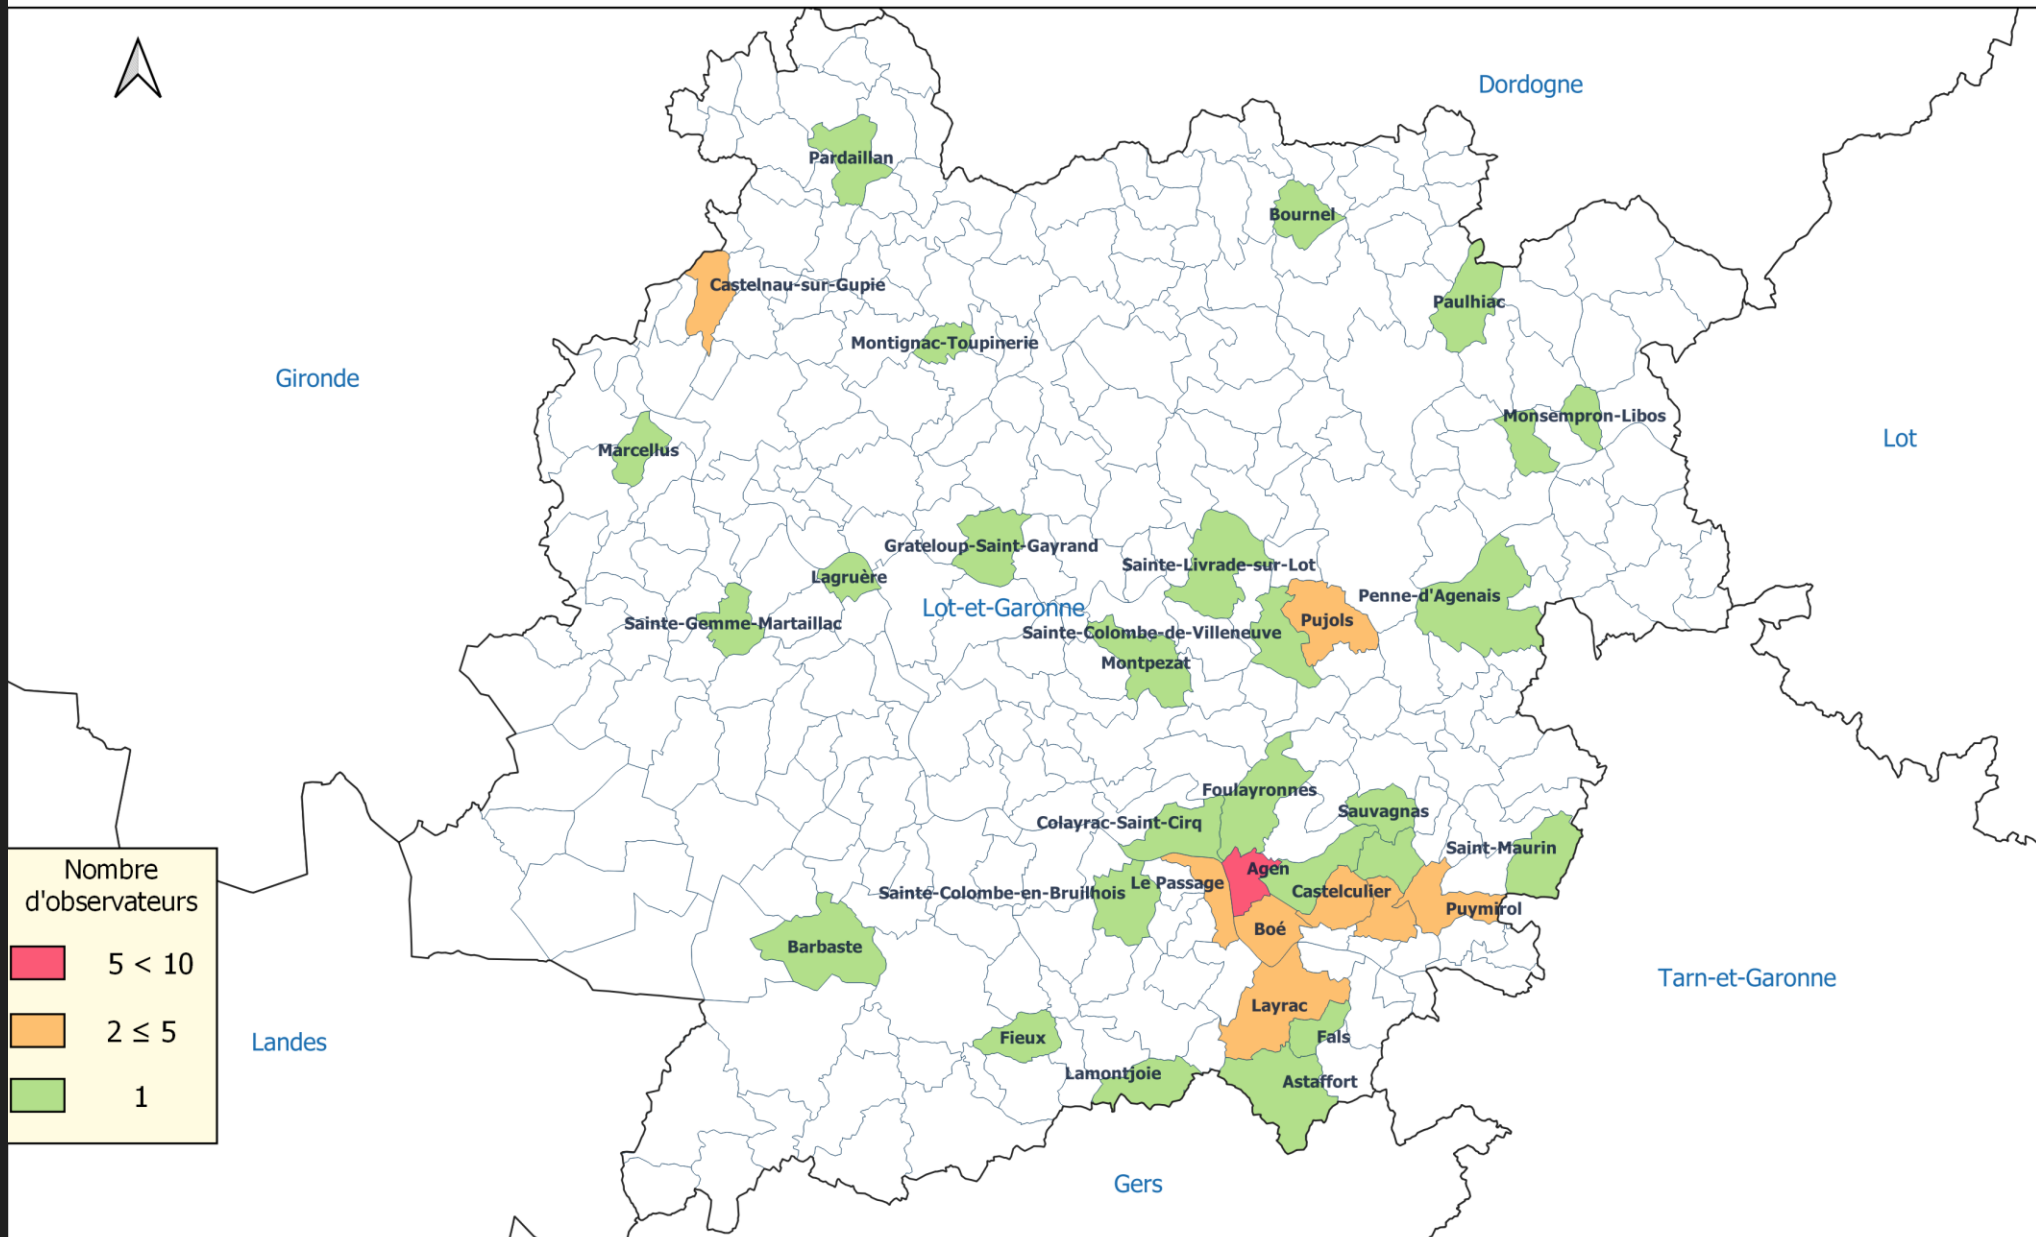 Dordogne
Pardaillan
Bournel
Castelnau-sur-Gupie
Paulhiac
Montignac-Toupinerie
Gironde
Monsempron-Libos
Lot
Marcellus
Grateloup-Saint-Gayrand
Sainte-Livrade-sur-Lot
Lagruère
Penne-d'Agenais
Lot-et-Garonne
Pujols
Sainte-Gemme-Martaillac
Sainte-Colombe-de-Villeneuve
Montpezat
Foulayronnes
Sauvagnas
Colayrac-Saint-Cirq
Saint-Maurin
Agen
Le Passage
Castelculier
Sainte-Colombe-en-Bruilhois
Puymirol
Boé
Barbaste
Tarn-et-Garonne
Layrac
Fals
Fieux
Landes
Lamontjoie
Astaffort
Gers
Nombre
d'observateurs
5 < 10
2 ≤ 5
1